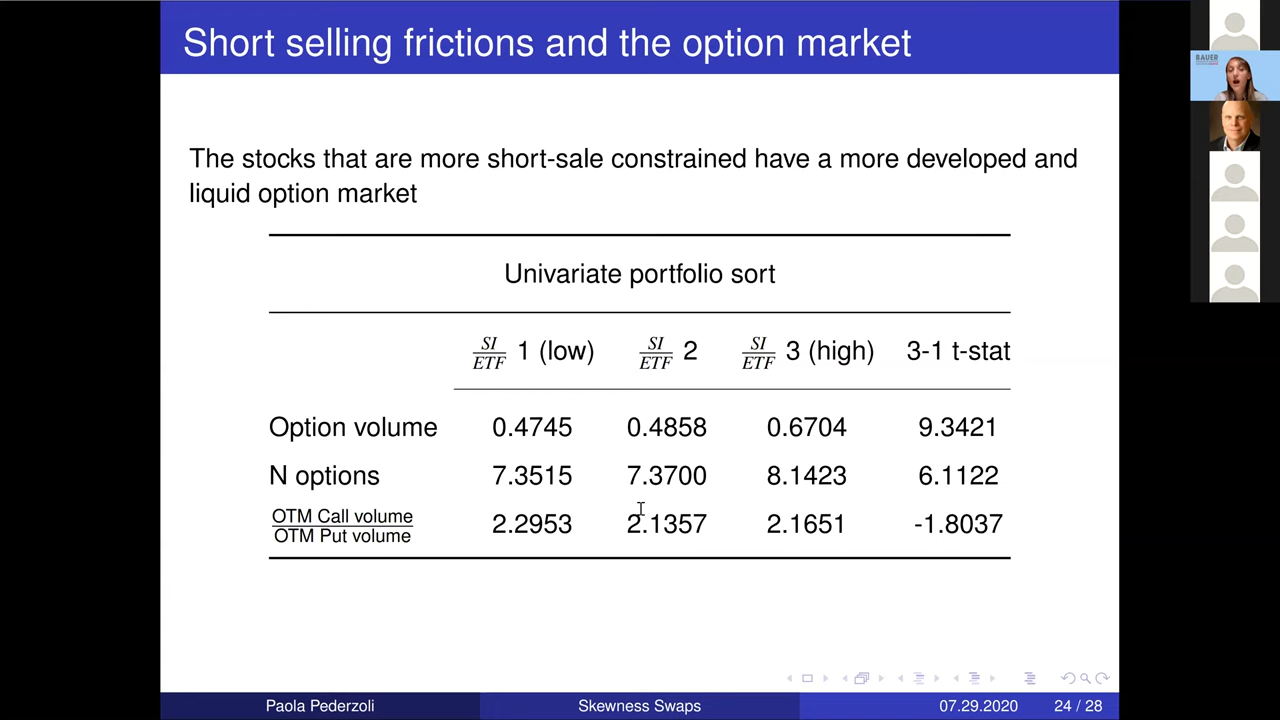 Short selling frictions and the option market
The stocks that are more short-sale constrained have a more developed and
liquid option market
Univariate portfolio sort
SI/ETF 1 (low) SI/ETF 2 SI/ETF 3 (high) 3-1 t-stat
Option volume 0.4745 0.4858 0.6704 9.3421
N options 7.3515 7.3700 8.1423 6.1122
OTM Call volume/OTM Put volume 2.2953 2.1357 2.1651 -1.8037
Paola Pederzoli Skewness Swaps 07.29.2020 24 / 28
BAUER